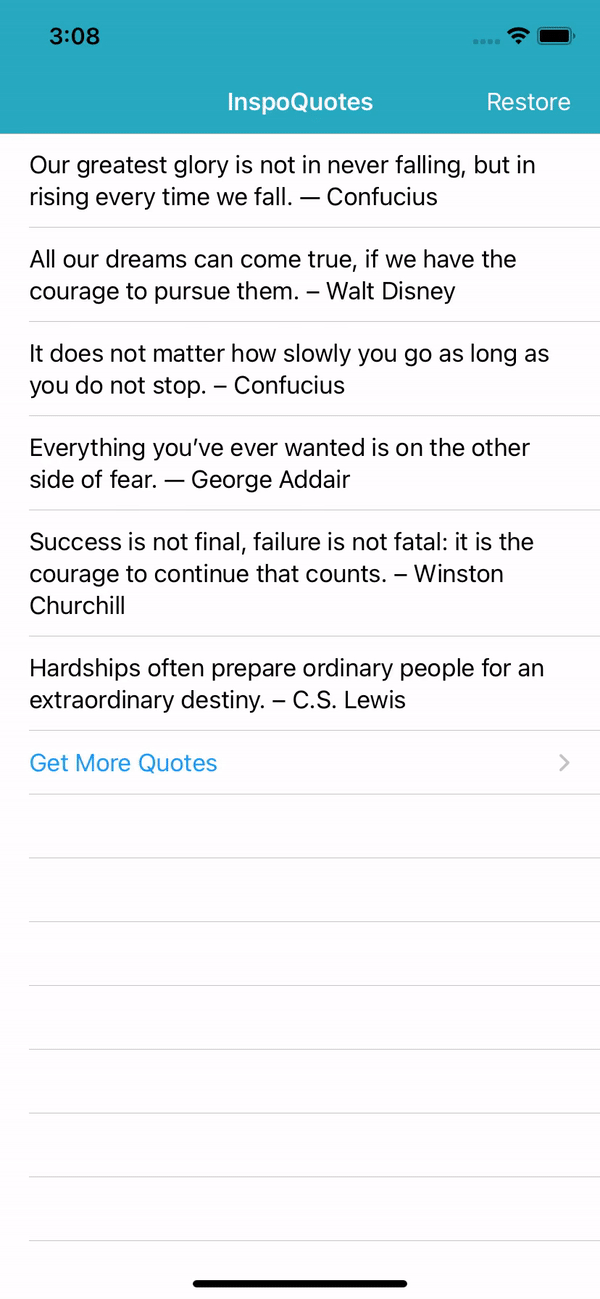 3:08
InspoQuotes
Restore
Our greatest glory is not in never falling, but in
rising every time we fall. — Confucius
All our dreams can come true, if we have the
courage to pursue them. – Walt Disney
It does not matter how slowly you go as long as
you do not stop. – Confucius
Everything you’ve ever wanted is on the other
side of fear. — George Addair
Success is not final, failure is not fatal: it is the
courage to continue that counts. – Winston
Churchill
Hardships often prepare ordinary people for an
extraordinary destiny. – C.S. Lewis
Get More Quotes